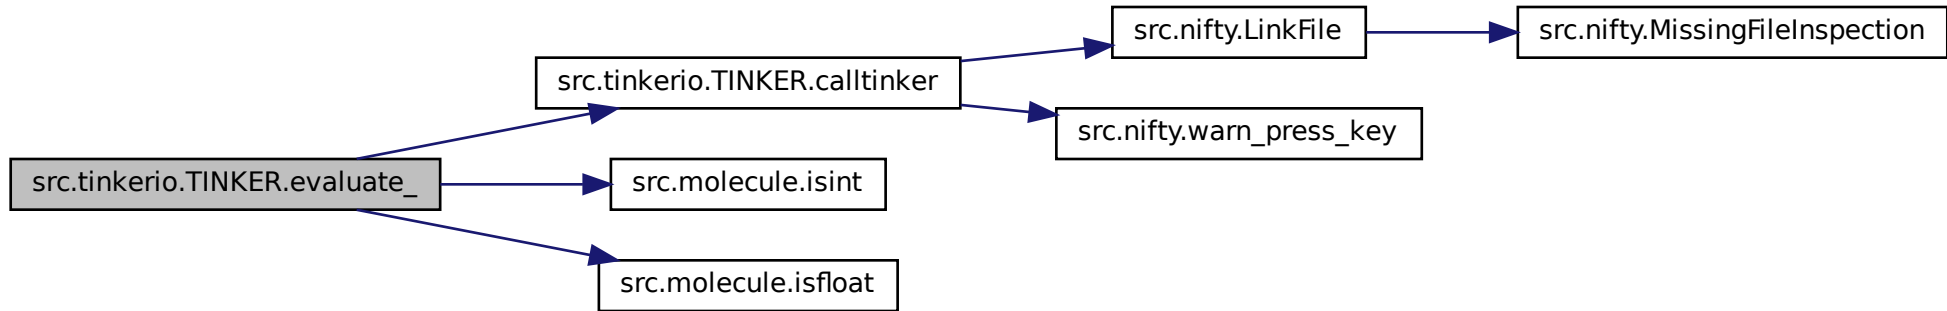 src.tinkerio.TINKER.evaluate_
src.tinkerio.TINKER.calltinker
src.nifty.LinkFile
src.nifty.MissingFileInspection
src.nifty.warn_press_key
src.molecule.isint
src.molecule.isfloat